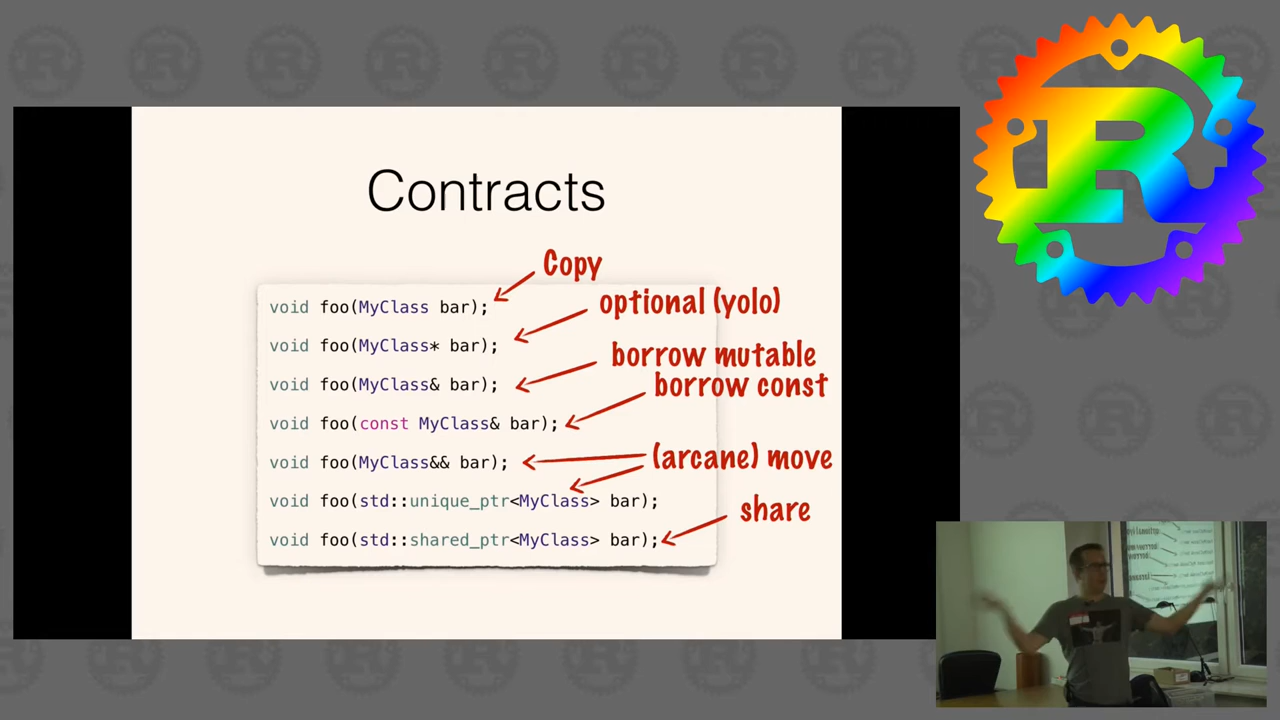 Contracts
Copy
void foo(MyClass bar);
optional (yolo)
void foo(MyClass* bar);
borrow mutable
void foo(MyClass& bar);
borrow const
void foo(const MyClass& bar);
(arcane) move
void foo(MyClass&& bar);
void foo(std::unique_ptr<MyClass> bar);
share
void foo(std::shared_ptr<MyClass> bar);
R